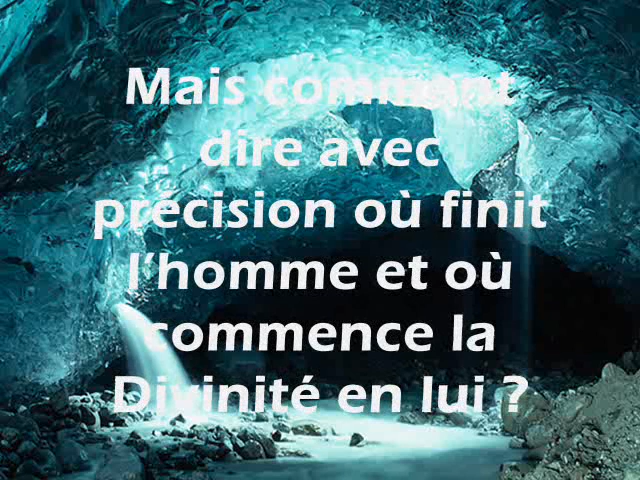 Mais comment
dire avec
précision où finit
l'homme et où
commence la
Divinité en lui ?